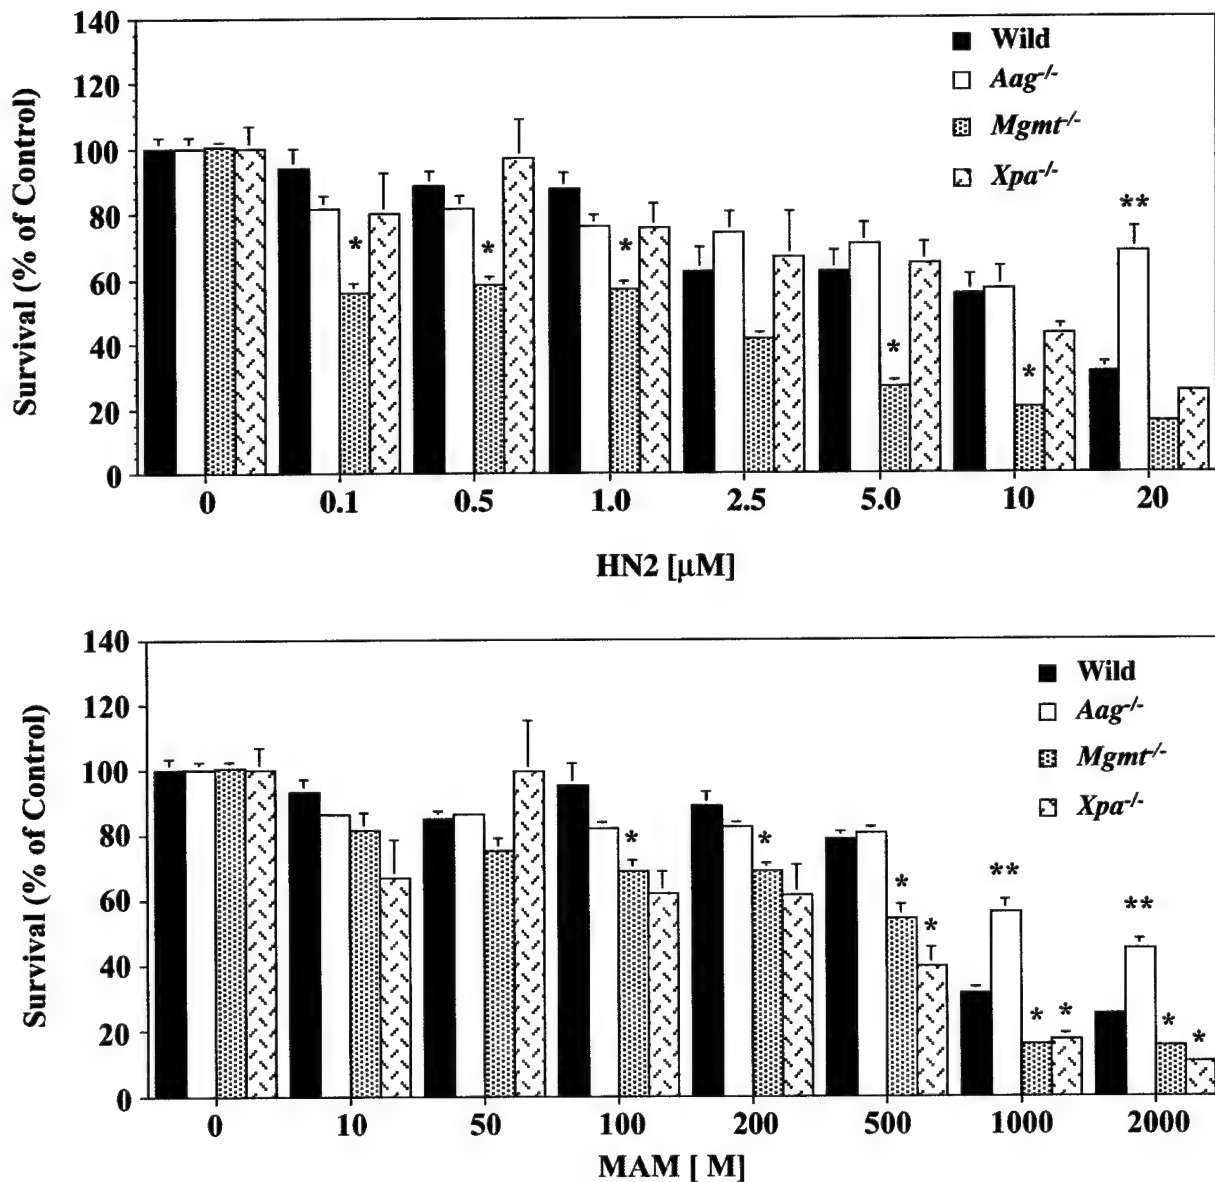 140
120
100
80
60
40
20
0
Survival (% of Control)
Wild
Aag-/-
Mgmt-/-
Xpa-/-
* * * * * **
0 0.1 0.5 1.0 2.5 5.0 10 20
HN2 [μM]
140
120
100
80
60
40
20
0
Survival (% of Control)
Wild
Aag-/-
Mgmt-/-
Xpa-/-
* * * * ** * * ** * *
0 10 50 100 200 500 1000 2000
MAM [ M]